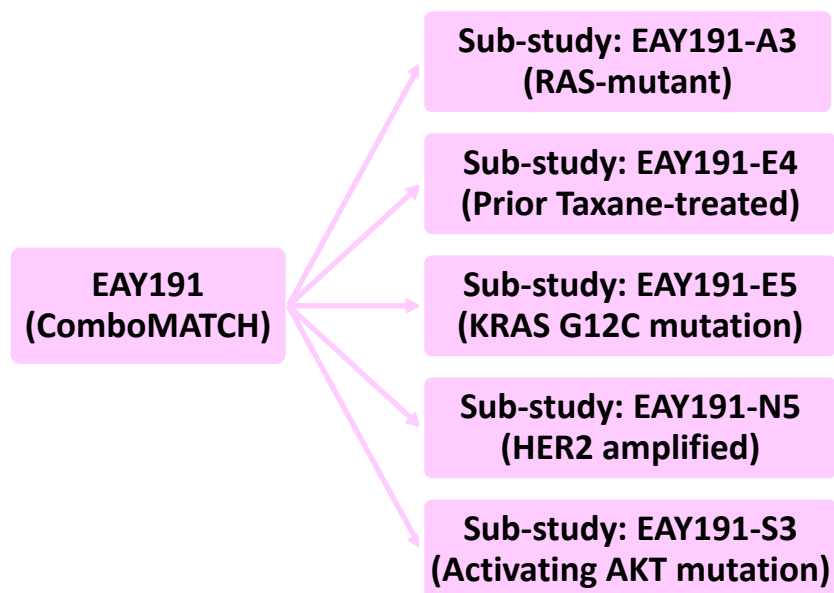 Sub-study: EAY191-A3
(RAS-mutant)
Sub-study: EAY191-E4
(Prior Taxane-treated)
EAY191
(ComboMATCH)
Sub-study: EAY191-E5
(KRAS G12C mutation)
Sub-study: EAY191-N5
(HER2 amplified)
Sub-study: EAY191-S3
(Activating AKT mutation)